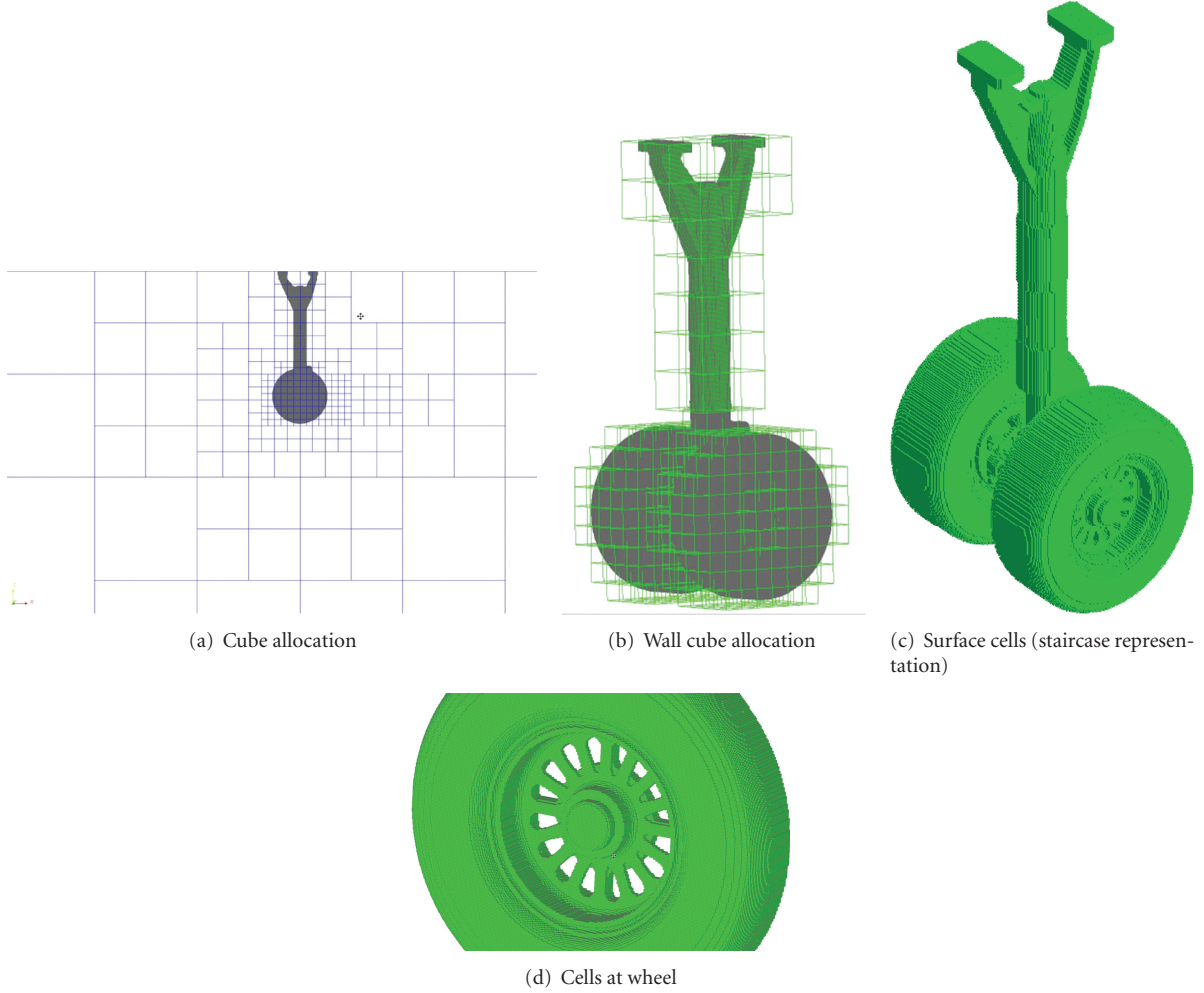 (a) Cube allocation
(b) Wall cube allocation
(c) Surface cells (staircase represen-
tation)
(d) Cells at wheel